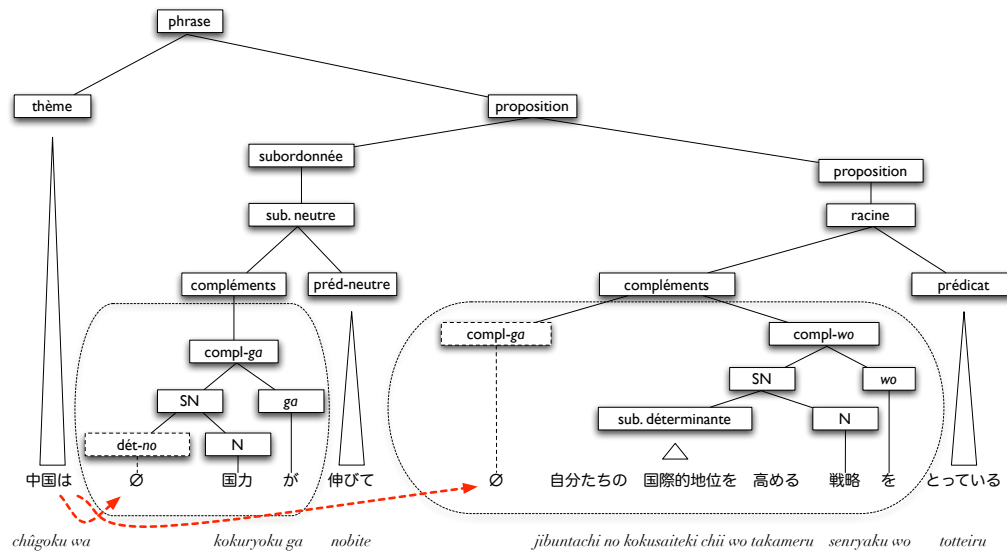 phrase
thème
proposition
subordonnée
proposition
sub. neutre
racine
compléments
préd-neutre
compléments
prédicat
compl-ga
compl-wo
compl-ga
SN
ga
SN
wo
sub. déterminante
N
dét-no
N
中国は Ø 国力 が 伸びて Ø 自分たちの 国際的地位を 高める 戦略 を とっている
chûgoku wa kokuryoku ga nobite jibuntachi no kokusaiteki chii wo takameru senryaku wo totteiru